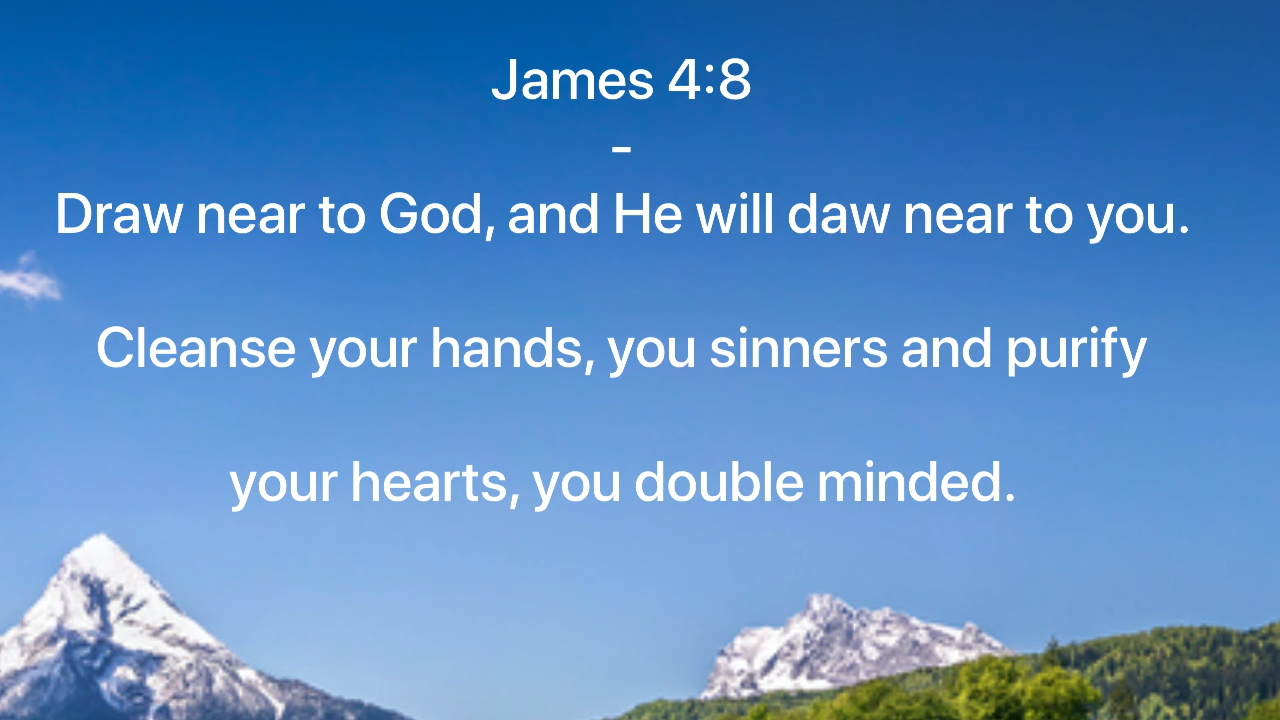 James 4:8
-
Draw near to God, and He will daw near to you.
Cleanse your hands, you sinners and purify
your hearts, you double minded.